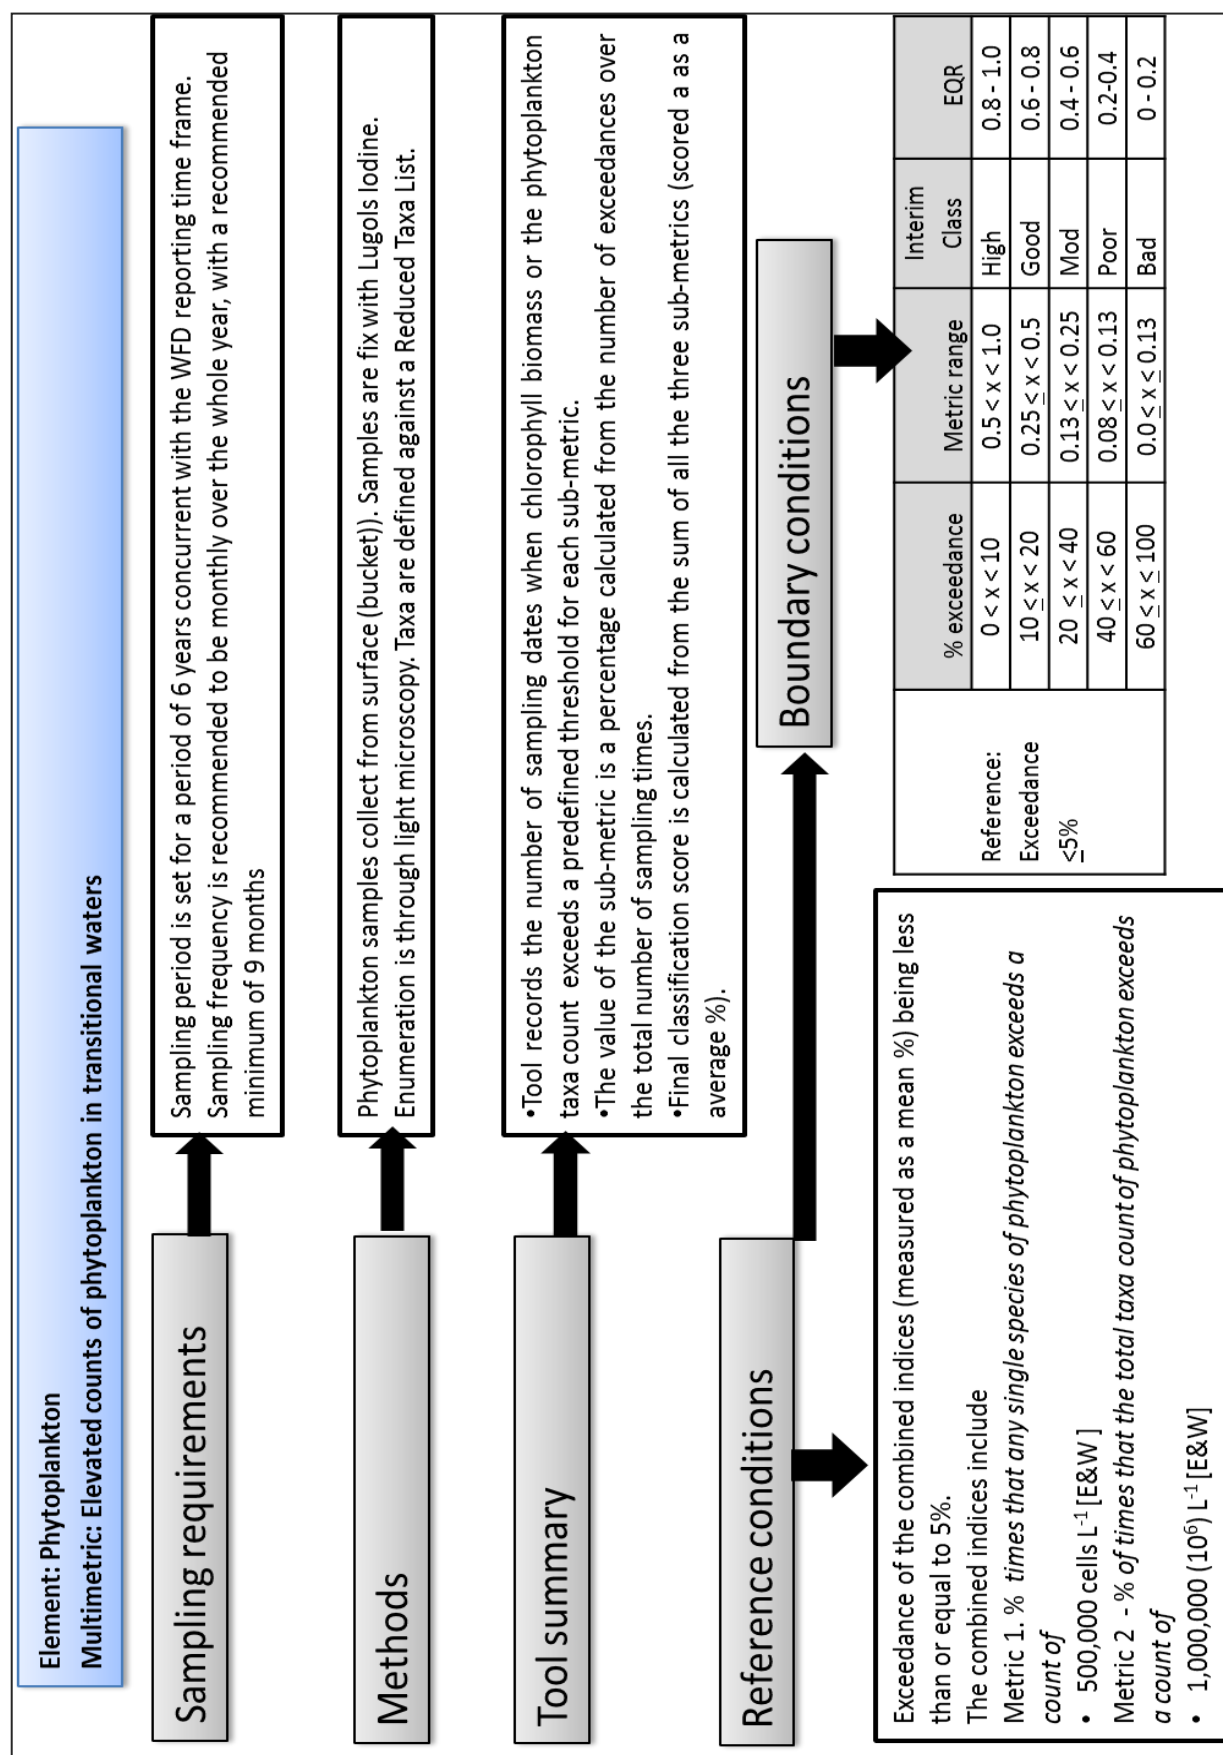 Element: Phytoplankton
Multimetric: Elevated counts of phytoplankton in transitional waters
Sampling requirements
Sampling period is set for a period of 6 years concurrent with the WFD reporting time frame.
Sampling frequency is recommended to be monthly over the whole year, with a recommended
minimum of 9 months
Methods
Phytoplankton samples collect from surface (bucket)). Samples are fix with Lugols Iodine.
Enumeration is through light microscopy. Taxa are defined against a Reduced Taxa List.
Tool summary
•Tool records the number of sampling dates when chlorophyll biomass or the phytoplankton
taxa count exceeds a predefined threshold for each sub-metric.
•The value of the sub-metric is a percentage calculated from the number of exceedances over
the total number of sampling times.
•Final classification score is calculated from the sum of all the three sub-metrics (scored a as a
average %).
Reference conditions
Boundary conditions
Exceedance of the combined indices (measured as a mean %) being less
than or equal to 5%.
The combined indices include
Metric 1. % times that any single species of phytoplankton exceeds a
count of
• 500,000 cells L⁻¹ [E&W ]
Metric 2 - % of times that the total taxa count of phytoplankton exceeds
a count of
• 1,000,000 (10⁶) L⁻¹ [E&W]
Reference:
Exceedance
≤5%
% exceedance Metric range Interim Class EQR
0 < x < 10 0.5 < x < 1.0 High 0.8 - 1.0
10 ≤ x < 20 0.25 ≤ x < 0.5 Good 0.6 - 0.8
20 ≤ x < 40 0.13 ≤ x < 0.25 Mod 0.4 - 0.6
40 ≤ x < 60 0.08 ≤ x < 0.13 Poor 0.2-0.4
60 ≤ x ≤ 100 0.0 ≤ x ≤ 0.13 Bad 0 - 0.2